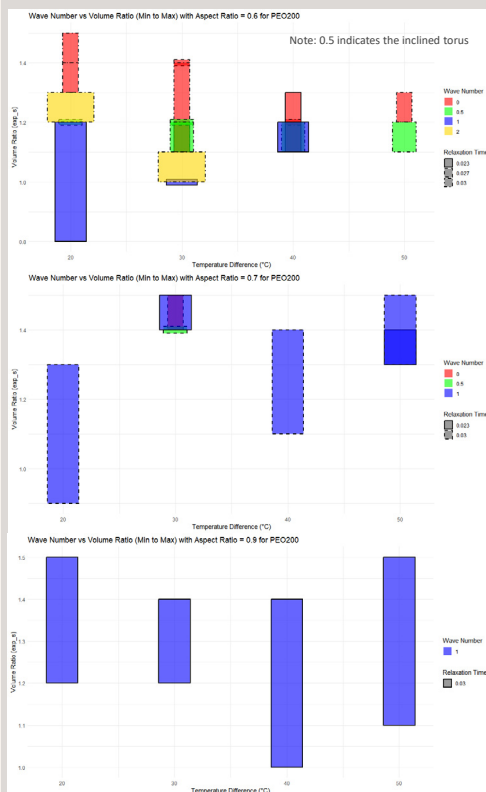 Wave Number vs Volume Ratio (Min to Max) with Aspect Ratio = 0.6 for PEO200
Note: 0.5 indicates the inclined torus
1.4
1.2
1.0
0.8
Volume Ratio (exp_s)
20
30
40
50
Temperature Difference (°C)
Wave Number
0
0.5
1
2
Relaxation Time
0.023
0.027
0.03
Wave Number vs Volume Ratio (Min to Max) with Aspect Ratio = 0.7 for PEO200
1.4
1.2
1.0
Volume Ratio (exp_s)
20
30
40
50
Temperature Difference (°C)
Wave Number
0
0.5
1
Relaxation Time
0.023
0.03
Wave Number vs Volume Ratio (Min to Max) with Aspect Ratio = 0.9 for PEO200
1.5
1.4
1.3
1.2
1.1
Volume Ratio (exp_s)
20
40
50
Temperature Difference (°C)
Wave Number
1
Relaxation Time
0.03